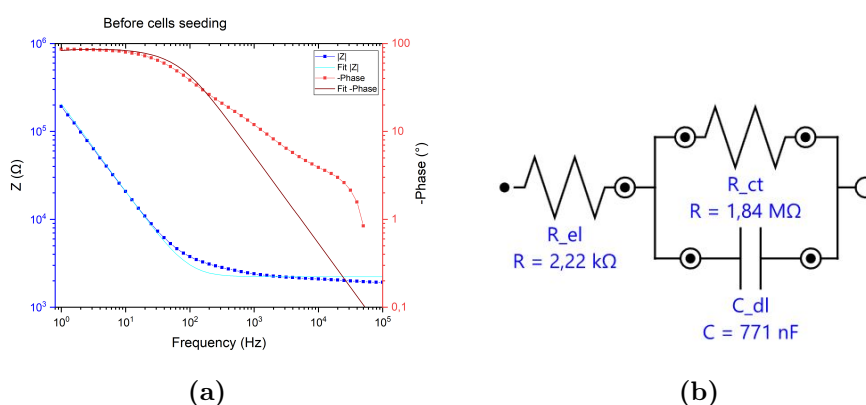 Before cells seeding
10^6
10^5
10^4
10^3
Z (Ω)
100
10
1
0,1
-Phase (°)
|Z|
Fit |Z|
-Phase
Fit -Phase
10^0
10^1
10^2
10^3
10^4
10^5
Frequency (Hz)
(a)
R_el
R = 2,22 kΩ
R_ct
R = 1,84 MΩ
C_dl
C = 771 nF
(b)